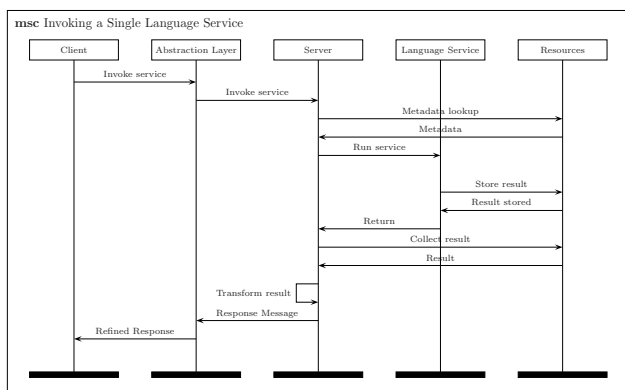 msc Invoking a Single Language Service
Client Abstraction Layer Server Language Service Resources
Invoke service
Invoke service
Metadata lookup
Metadata
Run service
Store result
Result stored
Return
Collect result
Result
Transform result
Response Message
Refined Response